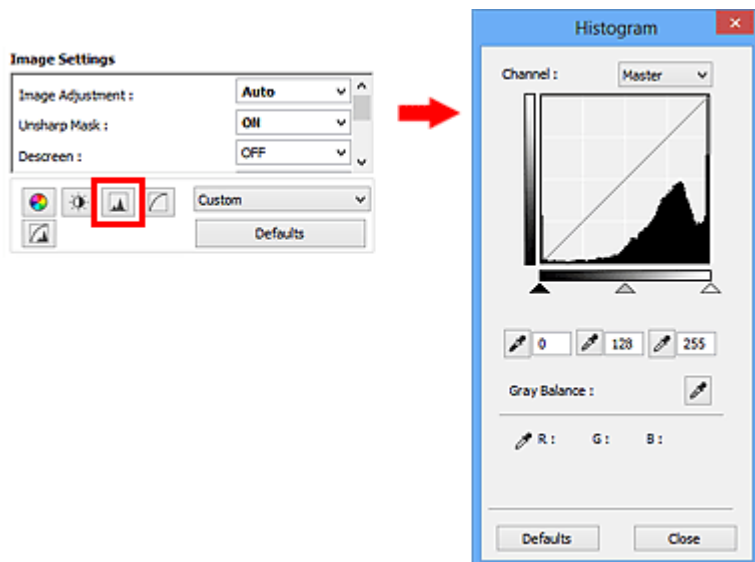 Image Settings
Image Adjustment :
Auto
Unsharp Mask :
ON
Descreen :
OFF
Custom
Defaults
Histogram
Channel :
Master
0
128
255
Gray Balance :
R :
G :
B :
Defaults
Close